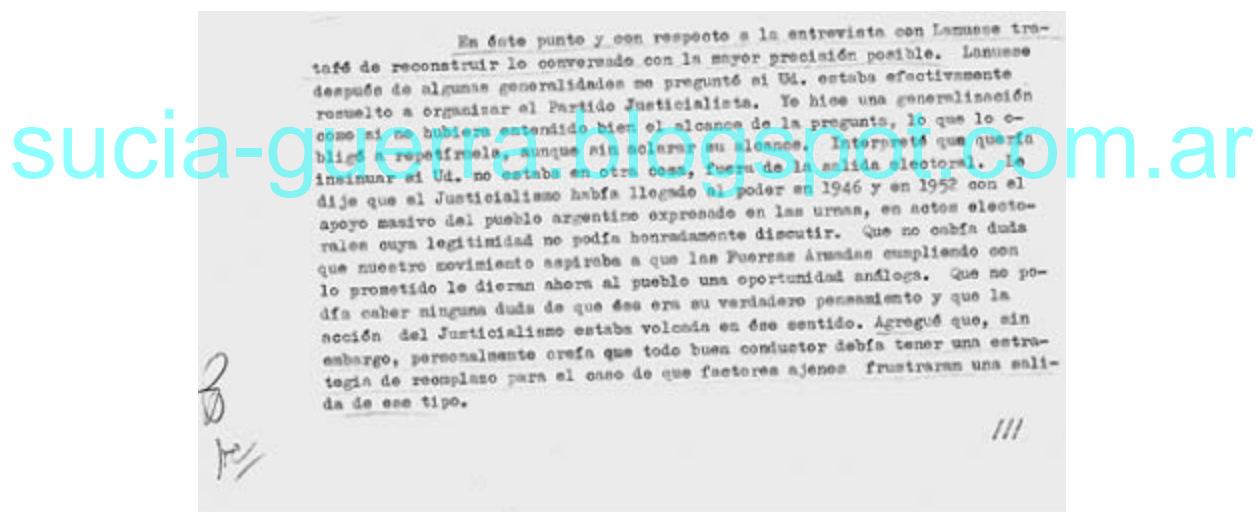 En éste punto y con respecto a la entrevista con Lanusse tra-
taré de reconstruir lo conversado con la mayor precisión posible. Lanusse
después de algunas generalidades me preguntó si Ud. estaba efectivamente
resuelto a organizar el Partido Justicialista. Yo hice una generalización
como si no hubiera entendido bien el alcance de la pregunta, lo que lo o-
bligó a repetírmela, aunque sin aclarar su alcance. Interpreté que quería
insinuar si Ud. no estaba en otra cosa, fuera de la salida electoral. Le
dije que el Justicialismo había llegado al poder en 1946 y en 1952 con el
apoyo masivo del pueblo argentino expresado en las urnas, en actos electo-
rales cuya legitimidad no podía honradamente discutir. Que no cabía duda
que nuestro movimiento aspiraba a que las Fuerzas Armadas cumpliendo con
lo prometido le dieran ahora al pueblo una oportunidad análoga. Que no po-
día caber ninguna duda de que ése era su verdadero pensamiento y que la
acción del Justicialismo estaba volcada en ése sentido. Agregué que, sin
embargo, personalmente creía que todo buen conductor debía tener una estra-
tegia de reemplazo para el caso de que factores ajenos frustraran una sali-
da de ese tipo.
///
sucia-guerra.blogspot.com.ar